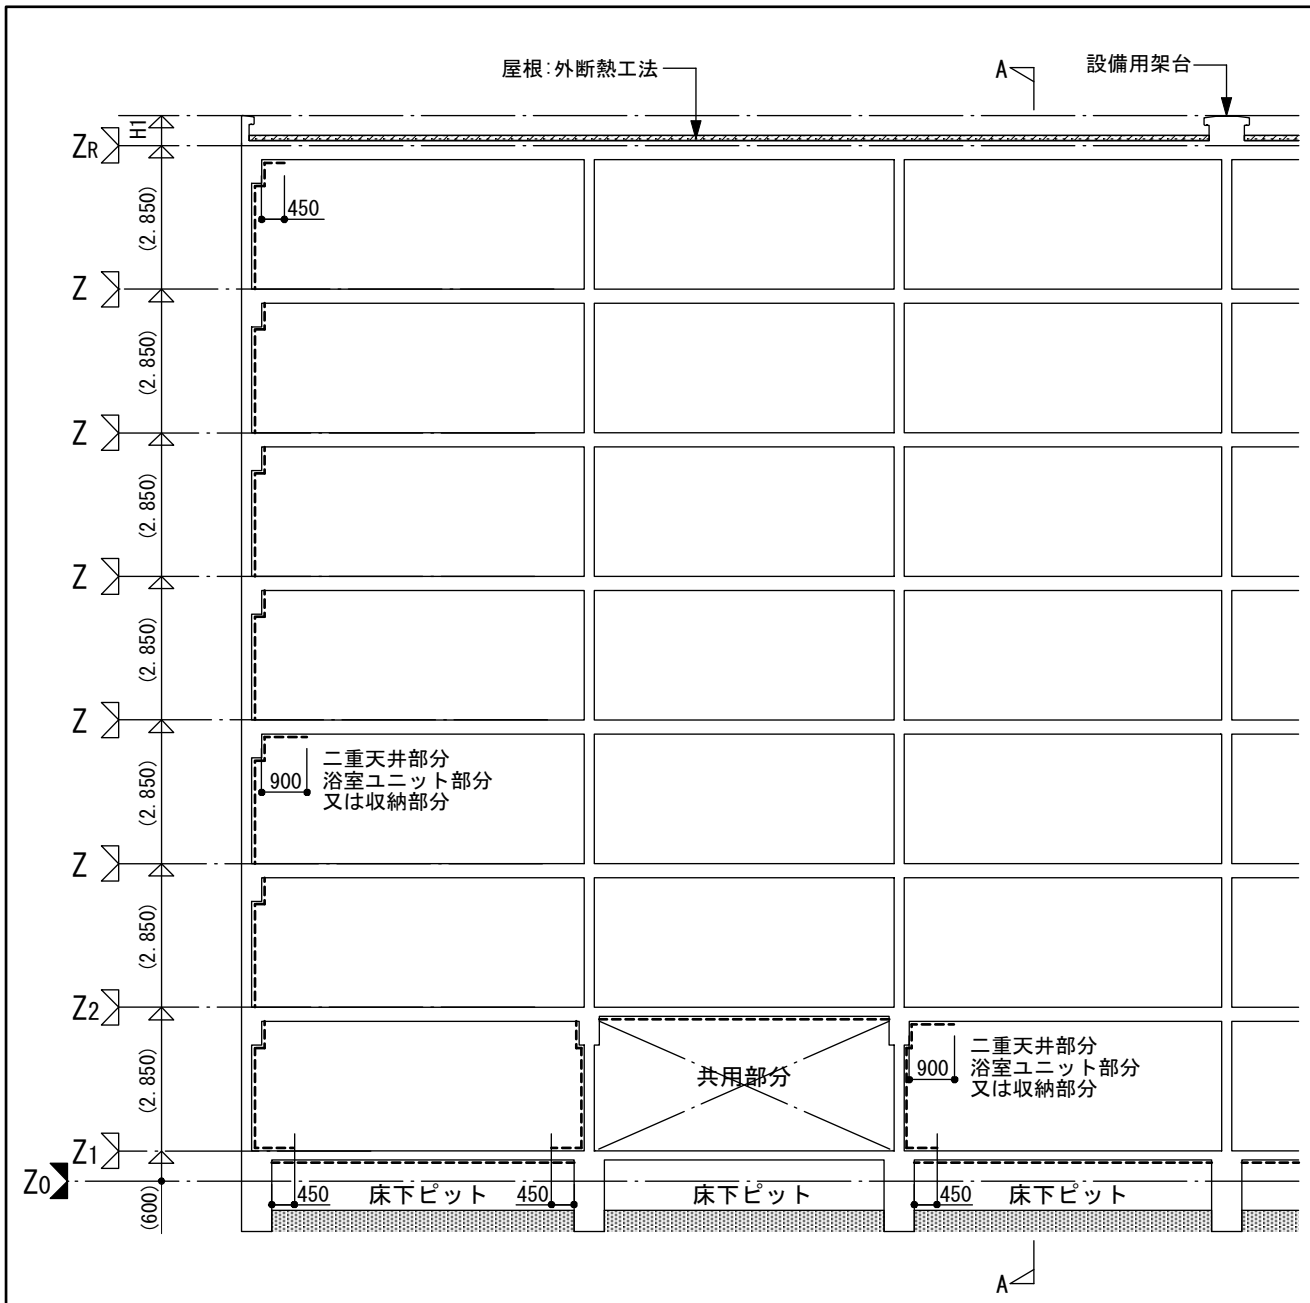 屋根:外断熱工法
A
設備用架台
H1
ZR
(2.850)
450
Z
(2.850)
Z
(2.850)
Z
(2.850)
Z
(2.850)
900
二重天井部分
浴室ユニット部分
又は収納部分
Z
(2.850)
Z2
(2.850)
共用部分
900
二重天井部分
浴室ユニット部分
又は収納部分
Z1
Z0
(600)
450
床下ピット
450
床下ピット
450
床下ピット
A